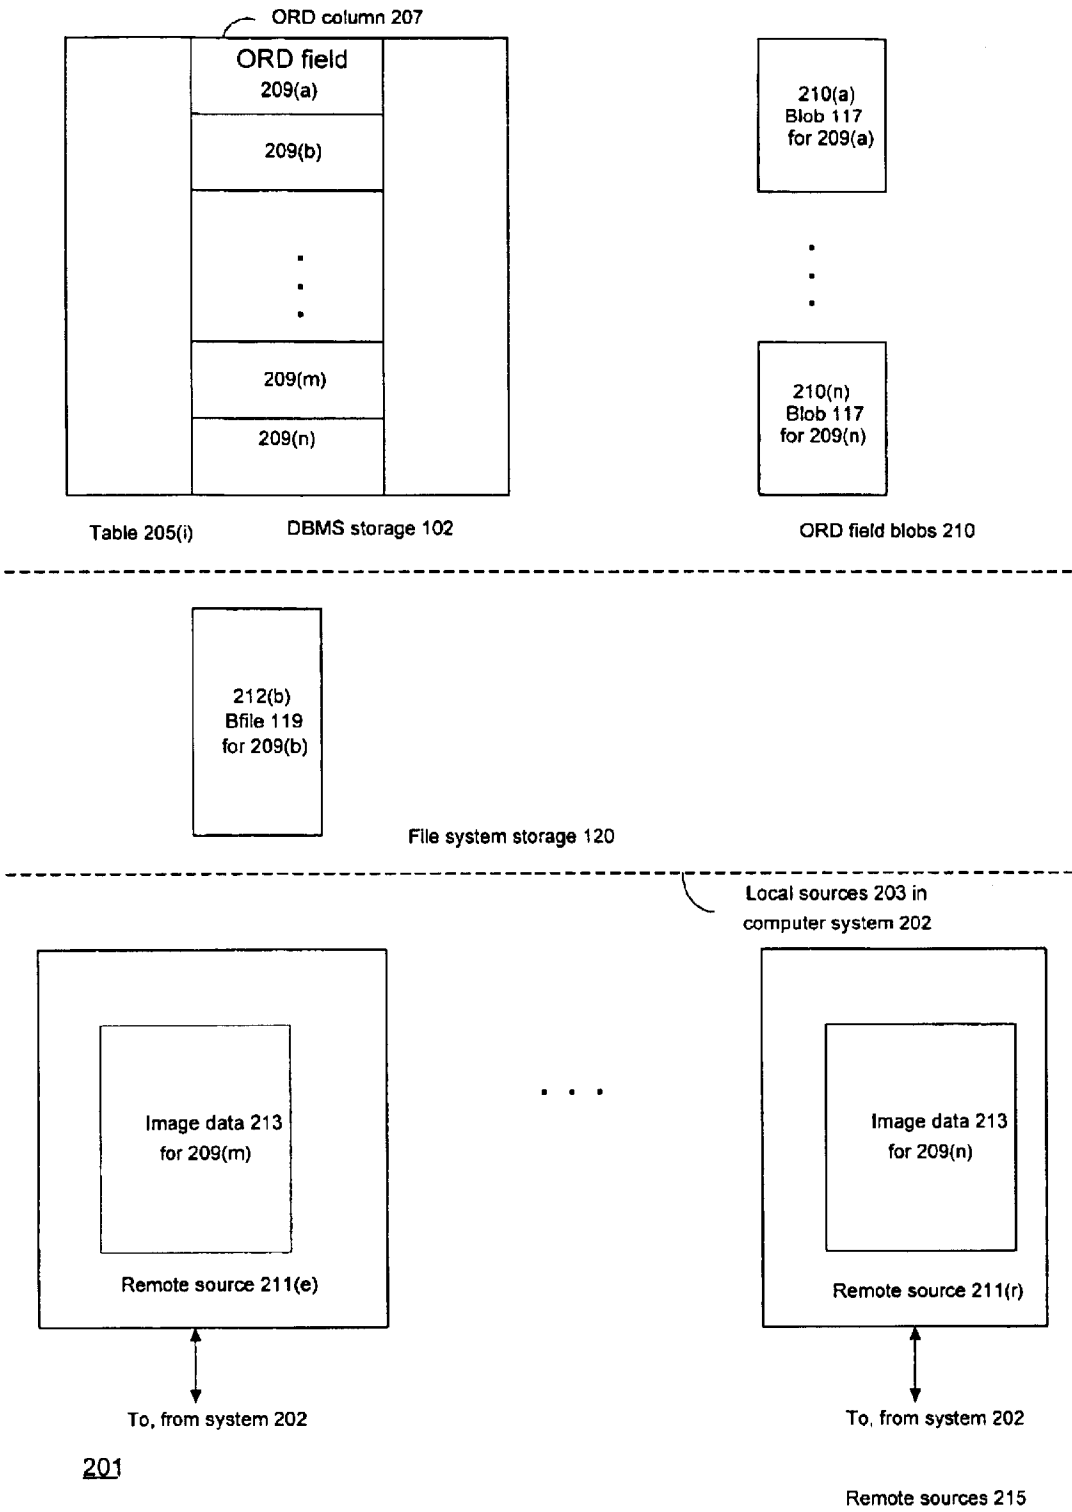 ORD column 207
ORD field
209(a)
209(b)
209(m)
209(n)
210(a)
Blob 117
for 209(a)
210(n)
Blob 117
for 209(n)
Table 205(i)
DBMS storage 102
ORD field blobs 210
212(b)
Bfile 119
for 209(b)
File system storage 120
Local sources 203 in
computer system 202
Image data 213
for 209(m)
Remote source 211(e)
Image data 213
for 209(n)
Remote source 211(r)
To, from system 202
To, from system 202
201
Remote sources 215